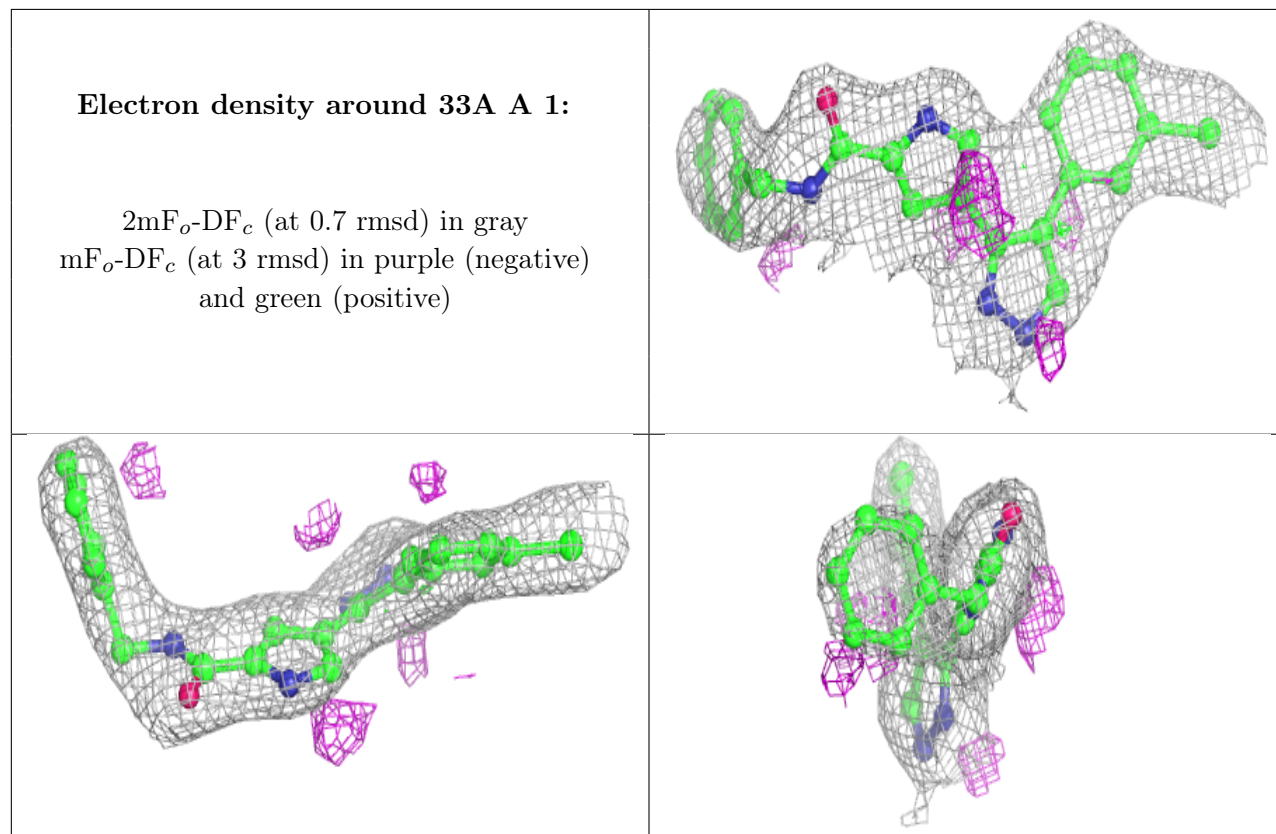 Electron density around 33A A 1:
2mFₒ-DF𝒸 (at 0.7 rmsd) in gray
mFₒ-DF𝒸 (at 3 rmsd) in purple (negative)
and green (positive)